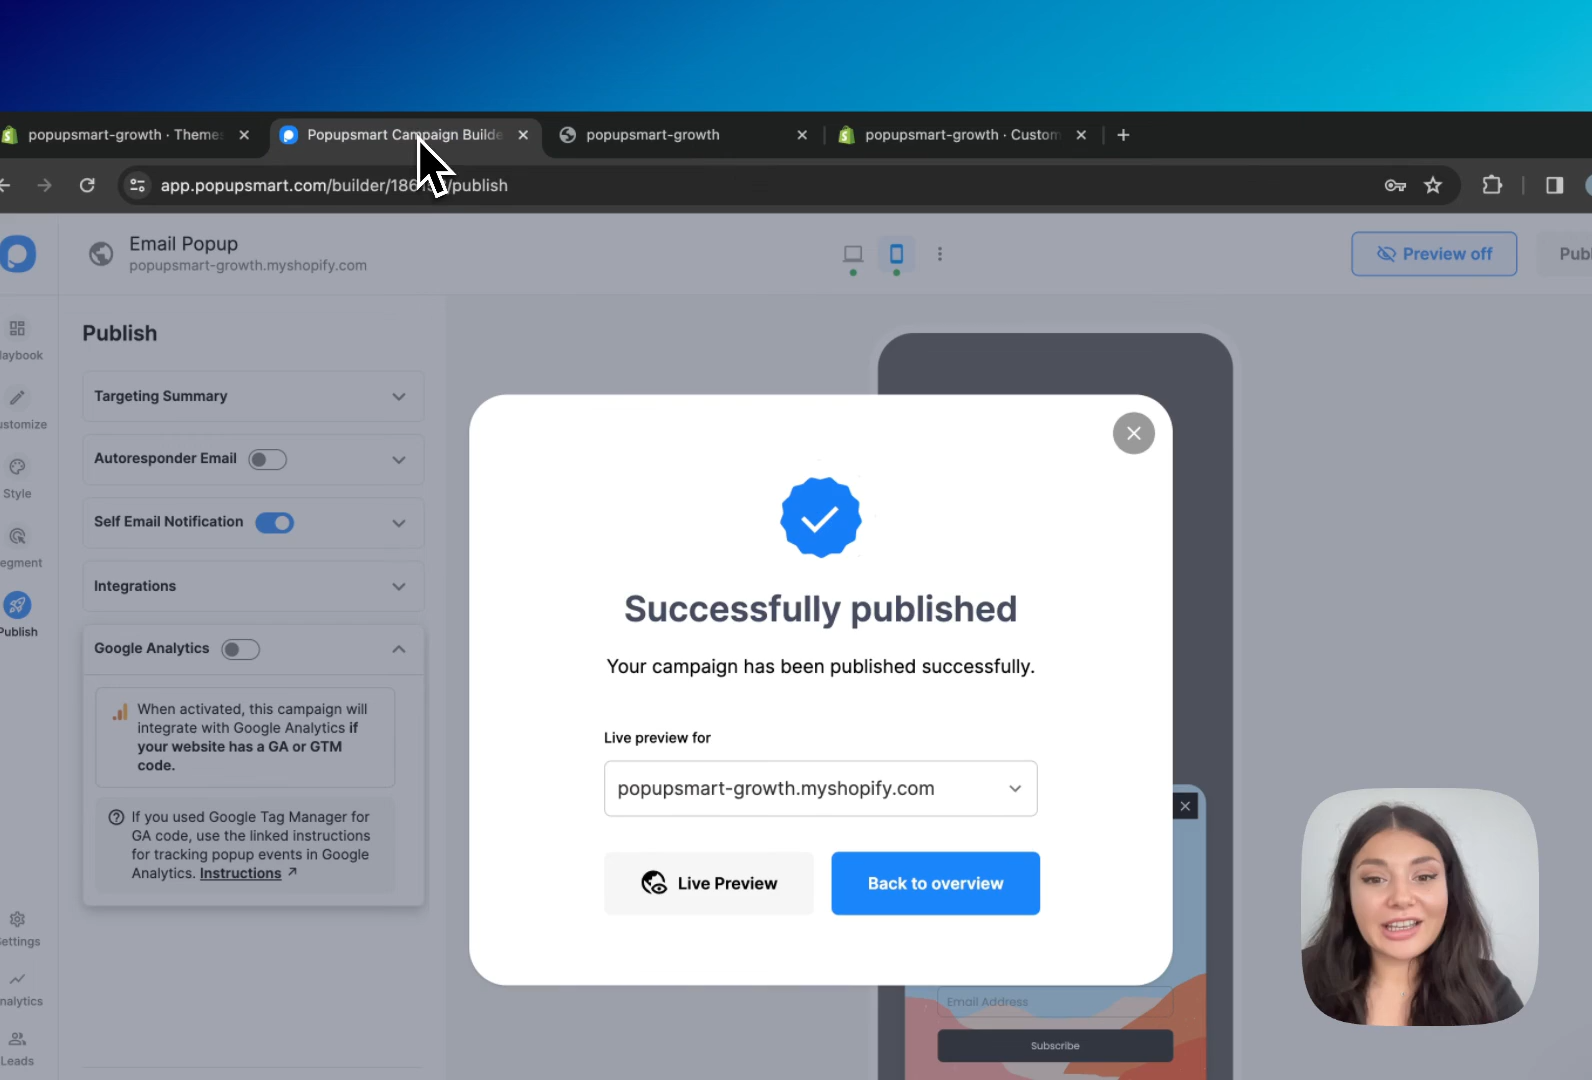 popupsmart-growth · Theme
Popupsmart Campaign Builde
popupsmart-growth
popupsmart-growth · Custom
app.popupsmart.com/builder/186 /publish
Email Popup
popupsmart-growth.myshopify.com
Preview off
Publ
Publish
laybook
Targeting Summary
ustomize
Autoresponder Email
Style
Self Email Notification
egment
Integrations
Publish
Google Analytics
When activated, this campaign will
integrate with Google Analytics if
your website has a GA or GTM
code.
If you used Google Tag Manager for
GA code, use the linked instructions
for tracking popup events in Google
Analytics. Instructions
ettings
nalytics
Leads
Successfully published
Your campaign has been published successfully.
Live preview for
popupsmart-growth.myshopify.com
Live Preview
Back to overview
Email Address
Subscribe